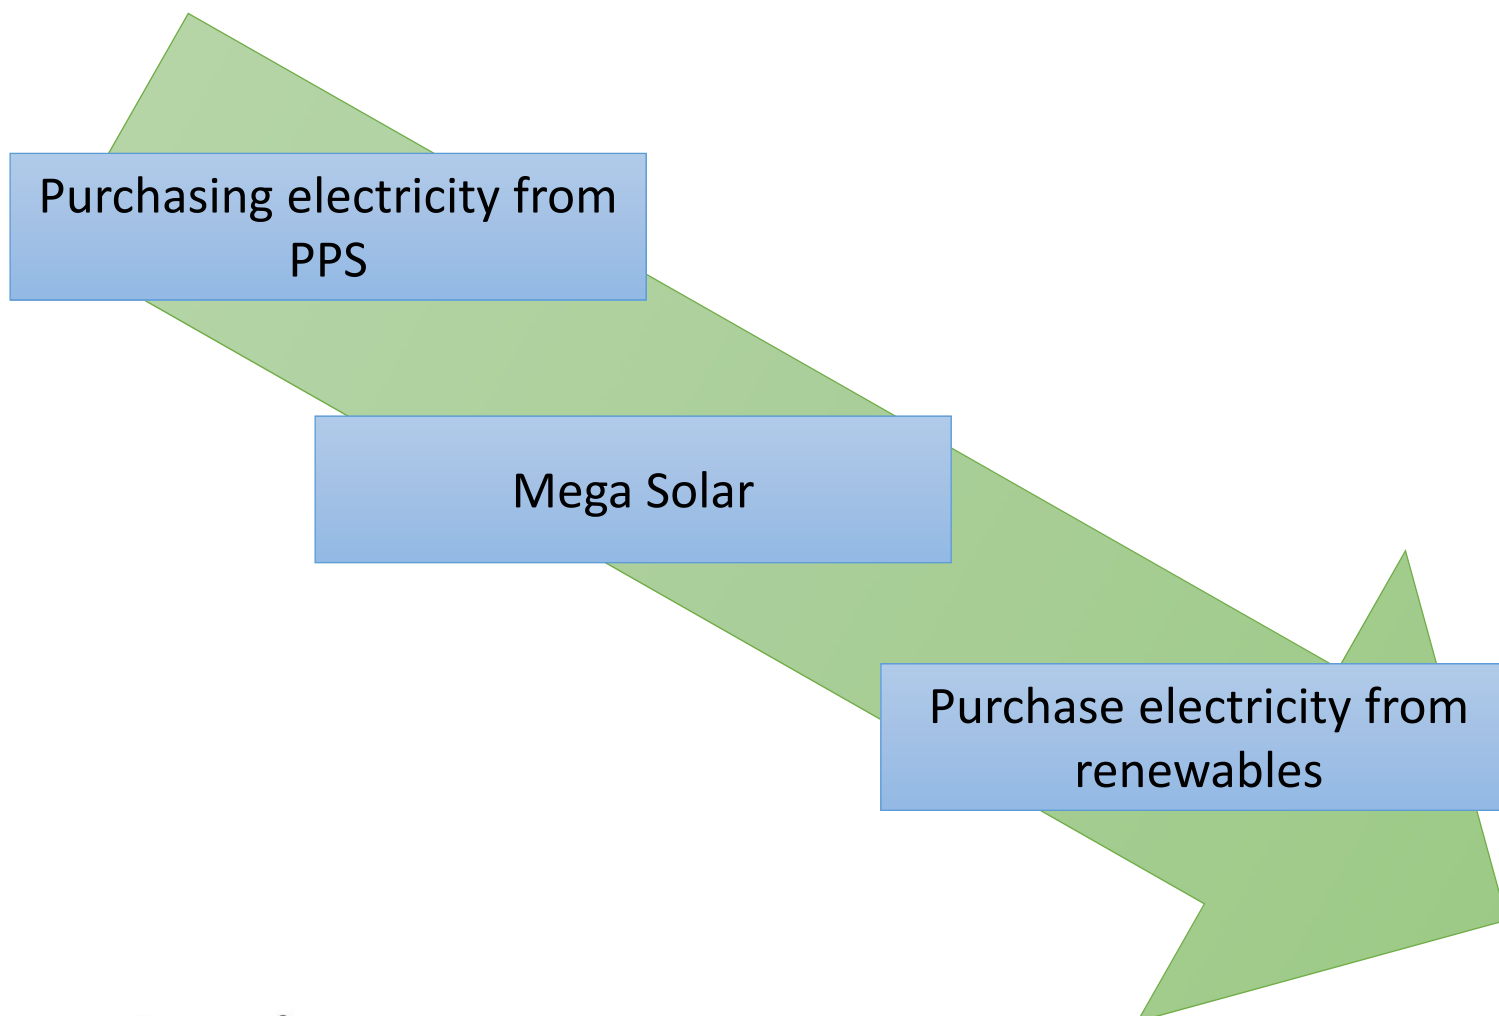 Purchasing electricity from
PPS
Mega Solar
Purchase electricity from
renewables